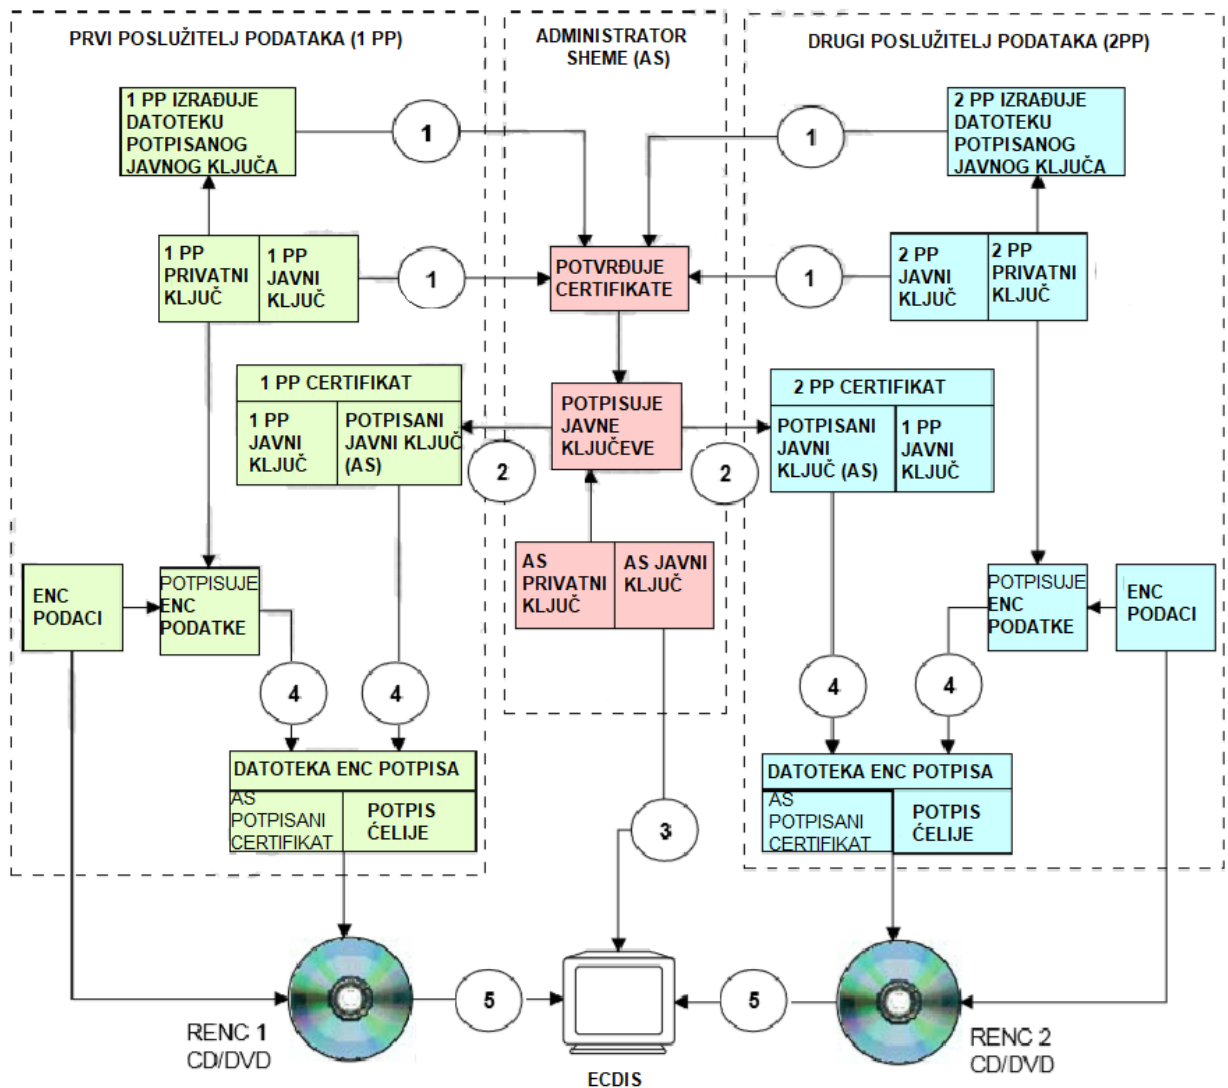 PRVI POSLUŽITELJ PODATAKA (1 PP)
ADMINISTRATOR
SHEME (AS)
DRUGI POSLUŽITELJ PODATAKA (2PP)
1 PP IZRAĐUJE
DATOTEKU
POTPISANOG
JAVNOG KLJUČA
1
1
2 PP IZRAĐUJE
DATOTEKU
POTPISANOG
JAVNOG KLJUČA
1 PP
PRIVATNI
KLJUČ
1 PP
JAVNI
KLJUČ
1
POTVRĐUJE
CERTIFIKATE
1
2 PP
JAVNI
KLJUČ
2 PP
PRIVATNI
KLJUČ
1 PP CERTIFIKAT
1 PP
JAVNI
KLJUČ
POTPISANI
JAVNI KLJUČ
(AS)
2
POTPISUJE
JAVNE
KLJUČEVE
2
2 PP CERTIFIKAT
POTPISANI
JAVNI
KLJUČ (AS)
1 PP
JAVNI
KLJUČ
AS
PRIVATNI
KLJUČ
AS JAVNI
KLJUČ
ENC
PODACI
POTPISUJE
ENC
PODATKE
POTPISUJE
ENC
PODATKE
ENC
PODACI
4
4
4
4
DATOTEKA ENC POTPISA
AS
POTPISANI
CERTIFIKAT
POTPIS
ĆELIJE
3
DATOTEKA ENC POTPISA
AS
POTPISANI
CERTIFIKAT
POTPIS
ĆELIJE
5
5
RENC 1
CD/DVD
ECDIS
RENC 2
CD/DVD